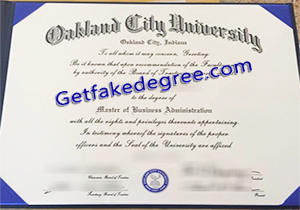 Oakland City University
Oakland City, Indiana
To all whom it may concern, Greeting:
Be it known that upon recommendation of the Faculty
by authority of the Board of
Getfakedegree.com
to the degree of
Master of Business Administration
with all the rights and privileges thereunto appertaining.
In testimony whereof the signatures of the proper
officers and the Seal of the University are affixed